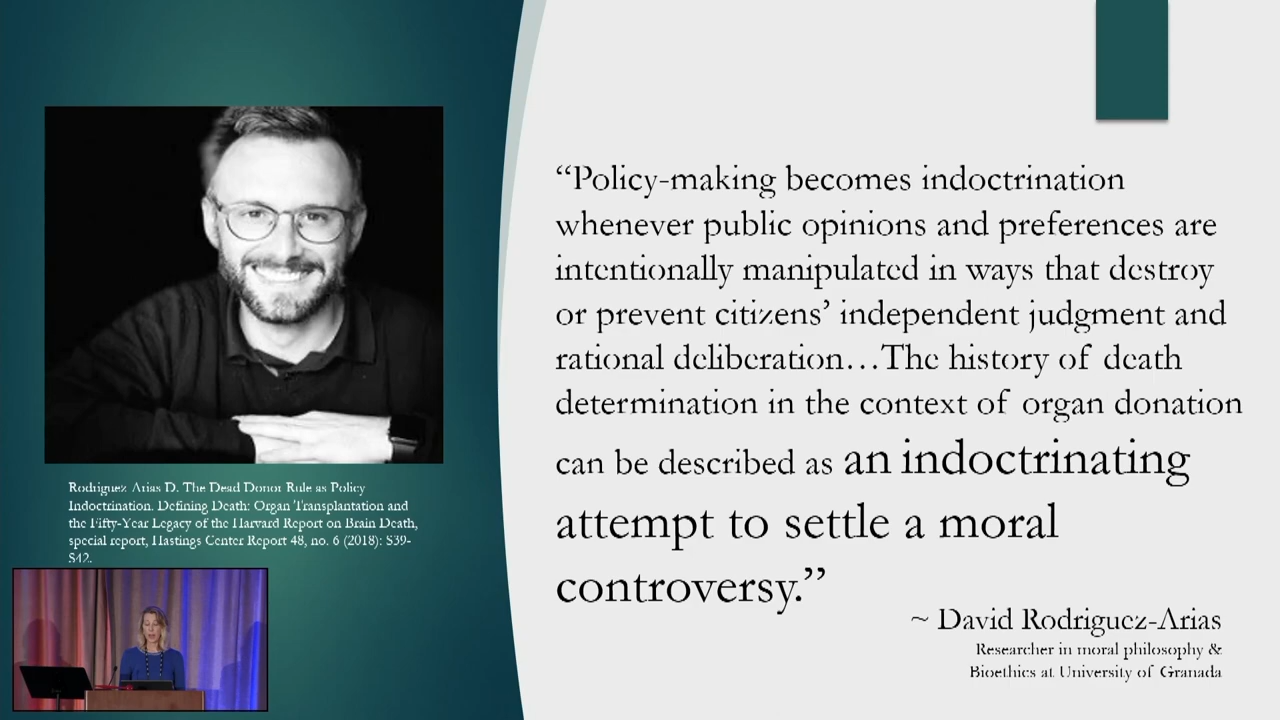 “Policy-making becomes indoctrination
whenever public opinions and preferences are
intentionally manipulated in ways that destroy
or prevent citizens’ independent judgment and
rational deliberation…The history of death
determination in the context of organ donation
can be described as an indoctrinating
attempt to settle a moral
controversy.”
~ David Rodriguez-Arias
Researcher in moral philosophy &
Bioethics at University of Granada
Rodriguez-Arias D. The Dead Donor Rule as Policy
Indoctrination. Defining Death: Organ Transplantation and
the Fifty-Year Legacy of the Harvard Report on Brain Death,
special report, Hastings Center Report 48, no. 6 (2018): S39-
S42.